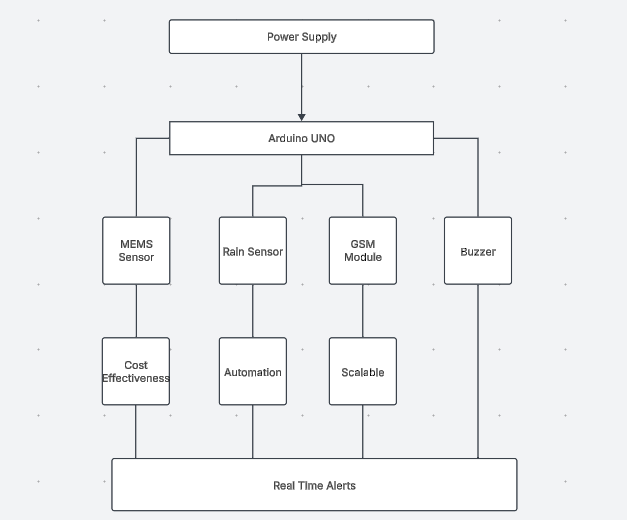 Power Supply
Arduino UNO
MEMS
Sensor
Rain Sensor
GSM
Module
Buzzer
Cost
Effectiveness
Automation
Scalable
Real TIme Alerts